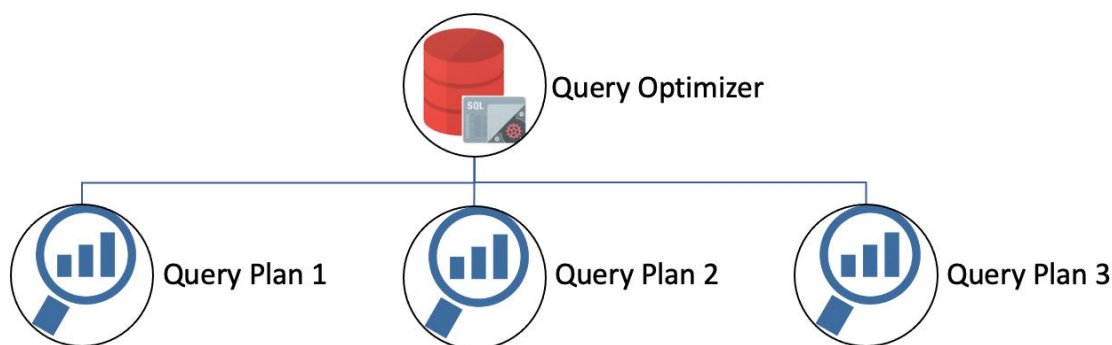 SQL
Query Optimizer
Query Plan 1
Query Plan 2
Query Plan 3